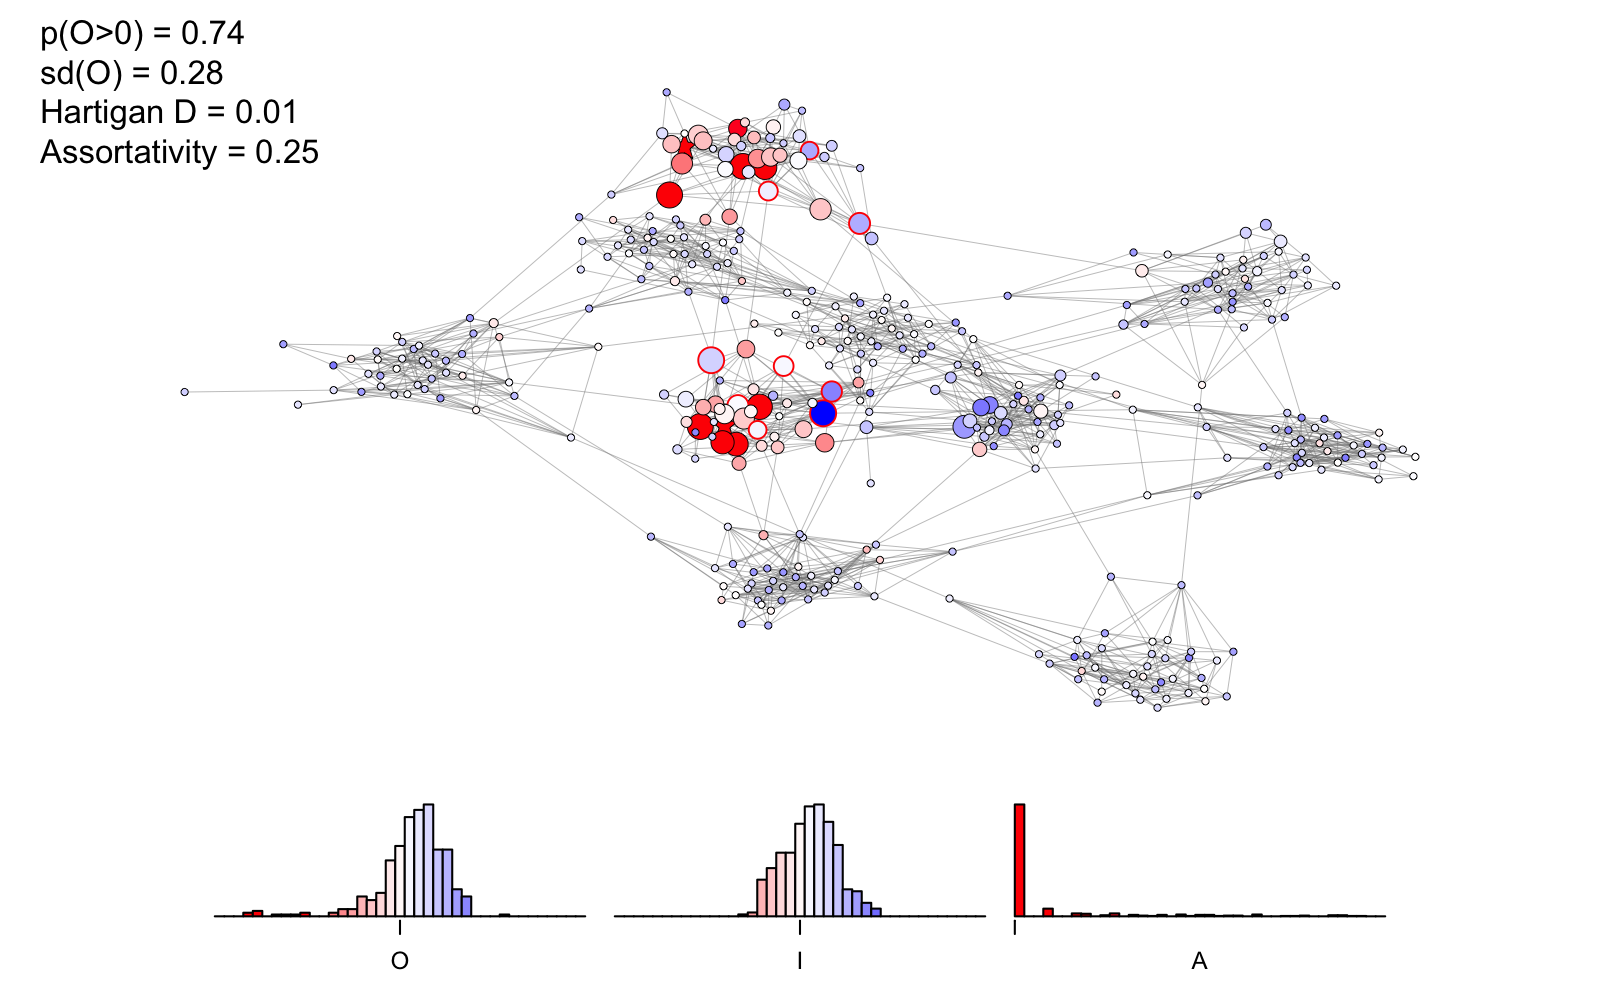 p(O>0) = 0.74
sd(O) = 0.28
Hartigan D = 0.01
Assortativity = 0.25
O
I
A